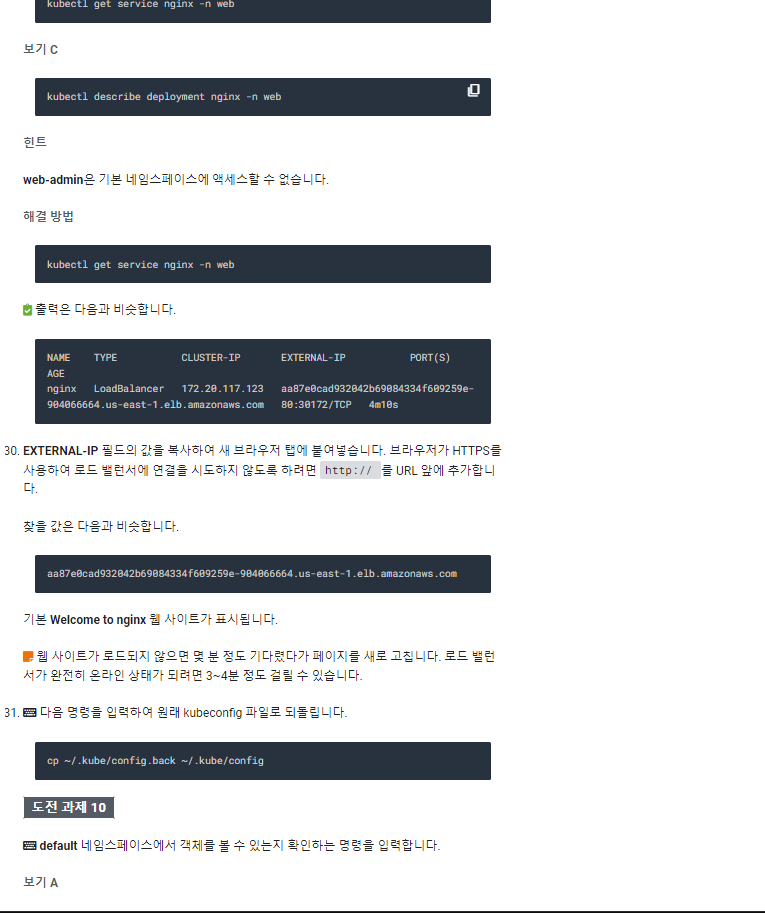 kubectl get service nginx -n web
보기 C
kubectl describe deployment nginx -n web
힌트
web-admin은 기본 네임스페이스에 액세스할 수 없습니다.
해결 방법
kubectl get service nginx -n web
출력은 다음과 비슷합니다.
NAME TYPE CLUSTER-IP EXTERNAL-IP PORT(S)
AGE
nginx LoadBalancer 172.20.117.123 aa87e0cad932042b69084334f609259e-
904066664.us-east-1.elb.amazonaws.com 80:30172/TCP 4m10s
30. EXTERNAL-IP 필드의 값을 복사하여 새 브라우저 탭에 붙여넣습니다. 브라우저가 HTTPS를
사용하여 로드 밸런서에 연결을 시도하지 않도록 하려면 http:// 를 URL 앞에 추가합니
다.
찾을 값은 다음과 비슷합니다.
aa87e0cad932042b69084334f609259e-904066664.us-east-1.elb.amazonaws.com
기본 Welcome to nginx 웹 사이트가 표시됩니다.
웹 사이트가 로드되지 않으면 몇 분 정도 기다렸다가 페이지를 새로 고칩니다. 로드 밸런
서가 완전히 온라인 상태가 되려면 3~4분 정도 걸릴 수 있습니다.
31. 다음 명령을 입력하여 원래 kubeconfig 파일로 되돌립니다.
cp ~/.kube/config.back ~/.kube/config
도전 과제 10
default 네임스페이스에서 객체를 볼 수 있는지 확인하는 명령을 입력합니다.
보기 A